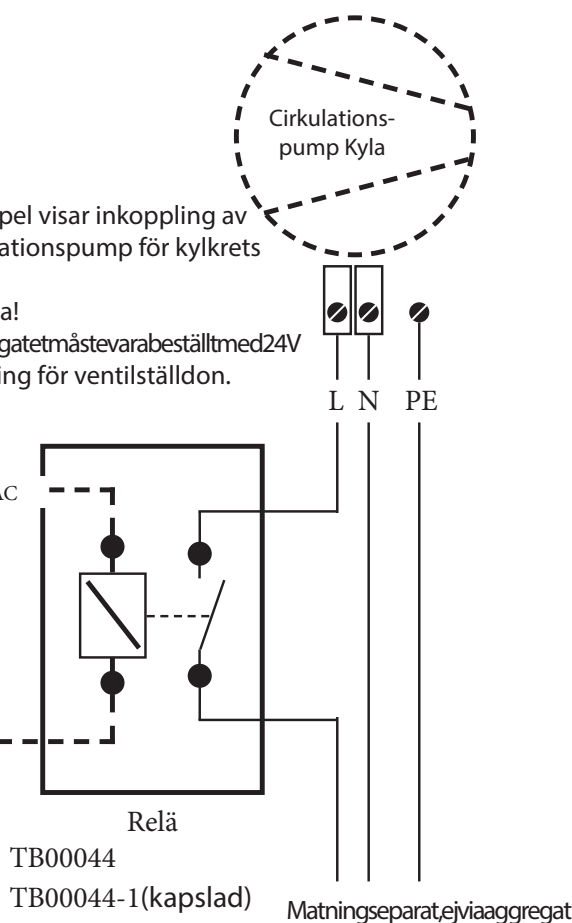 Cirkulations-
pump Kyla
pel visar inkoppling av
ationspump för kylkrets
a!
gatetmåstevarabeställtmed24V
ing för ventilställdon.
L N PE
AC
Relä
TB00044
TB00044-1(kapslad)
Matningseparat,ejviaaggregat